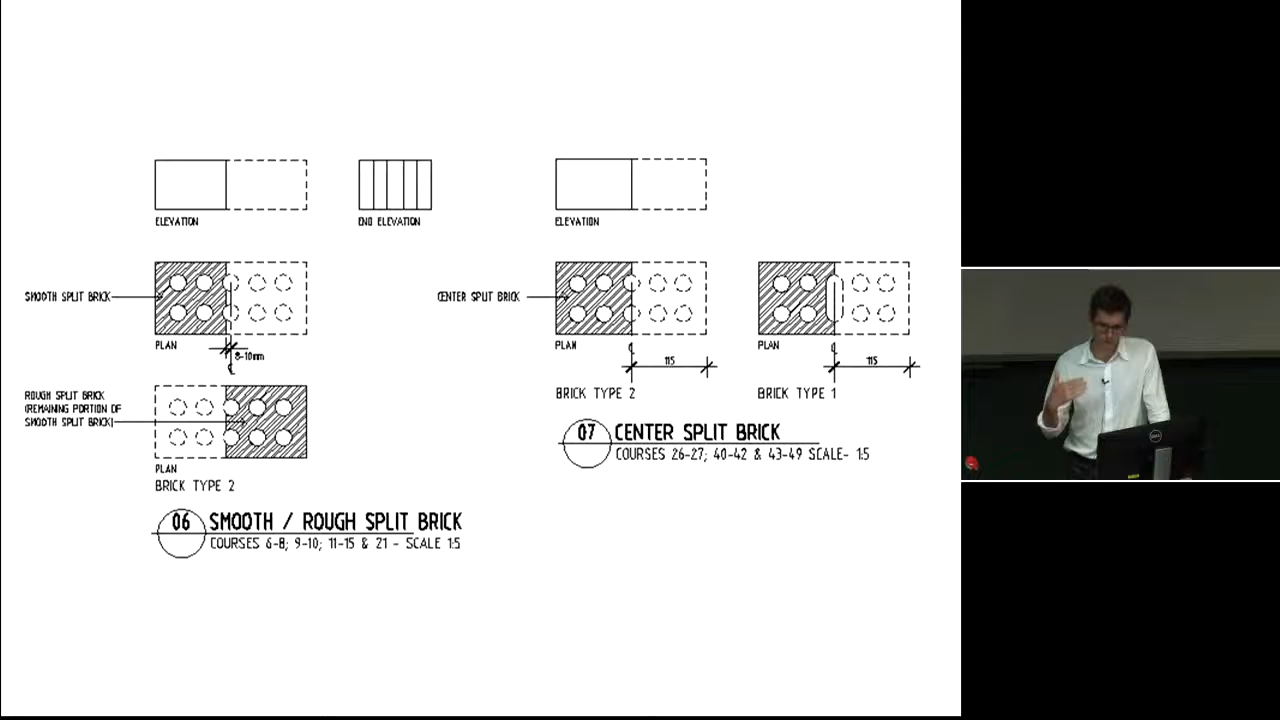 ELEVATION
END ELEVATION
ELEVATION
SMOOTH SPLIT BRICK
PLAN
8-10mm
ROUGH SPLIT BRICK
(REMAINING PORTION OF
SMOOTH SPLIT BRICK)
PLAN
BRICK TYPE 2
06 SMOOTH / ROUGH SPLIT BRICK
COURSES 6-8; 9-10; 11-15 & 21 - SCALE 1:5
CENTER SPLIT BRICK
PLAN
115
BRICK TYPE 2
PLAN
115
BRICK TYPE 1
07 CENTER SPLIT BRICK
COURSES 26-27; 40-42 & 43-49 SCALE- 1:5
DELL